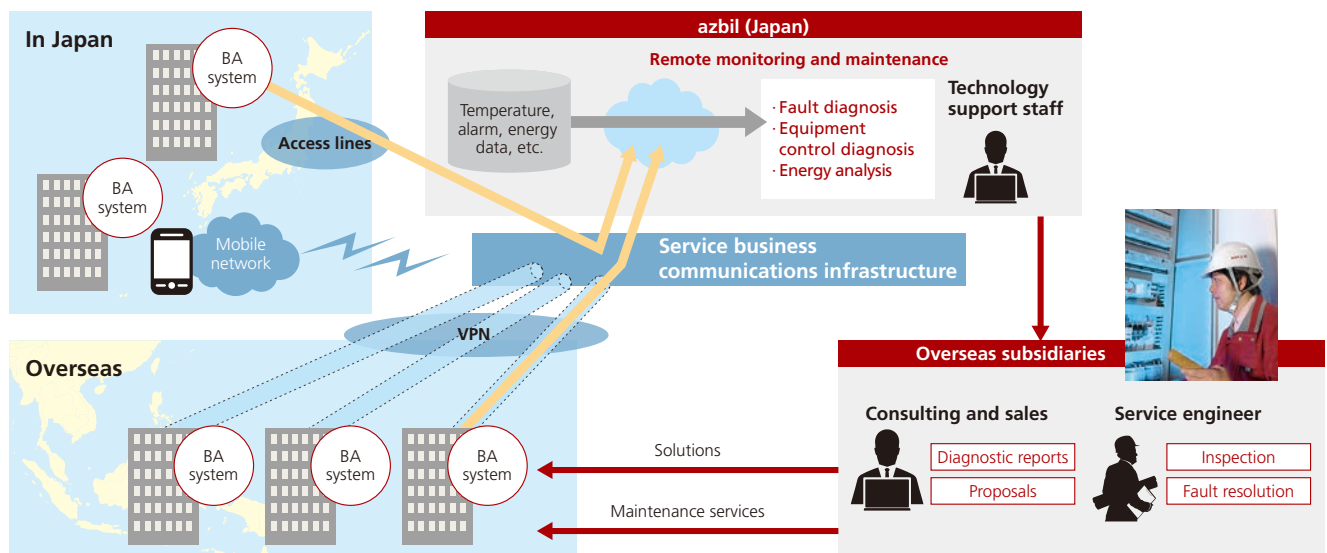 In Japan
BA
system
Access lines
BA
system
Mobile
network
azbil (Japan)
Remote monitoring and maintenance
Temperature,
alarm, energy
data, etc.
· Fault diagnosis
· Equipment
control diagnosis
· Energy analysis
Technology
support staff
Service business
communications infrastructure
VPN
Overseas
BA
system
BA
system
BA
system
Solutions
Maintenance services
Overseas subsidiaries
Consulting and sales
Diagnostic reports
Proposals
Service engineer
Inspection
Fault resolution